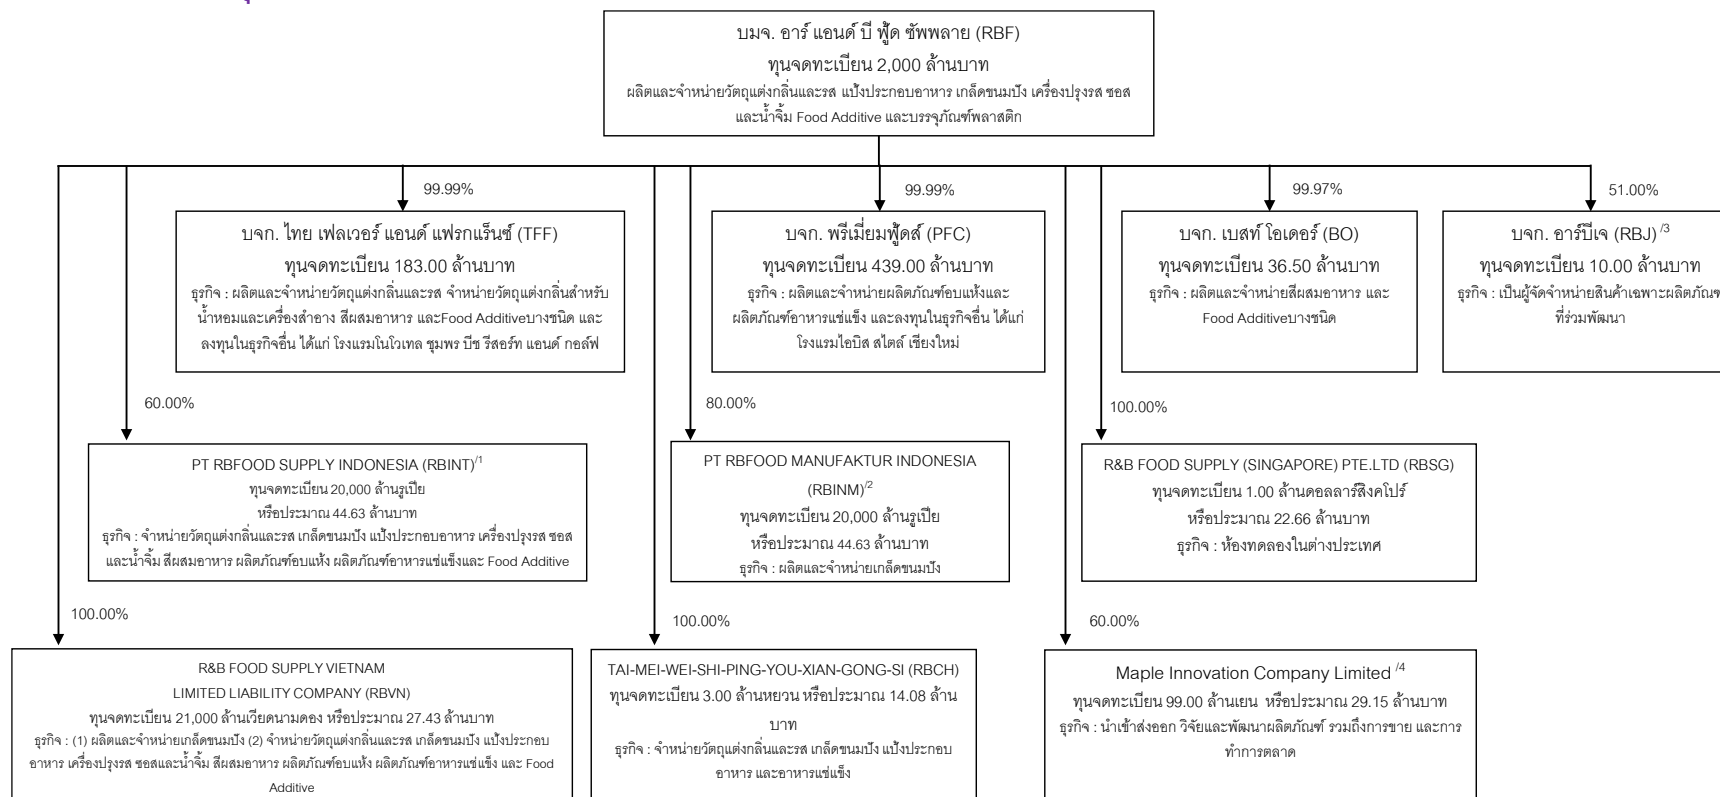 บมจ. อาร์ แอนด์ บี ฟู้ด ซัพพลาย (RBF)
ทุนจดทะเบียน 2,000 ล้านบาท
ผลิตและจำหน่ายวัตถุแต่งกลิ่นและรส แป้งประกอบอาหาร เกล็ดขนมปัง เครื่องปรุงรส ซอส
และน้ำจิ้ม Food Additive และบรรจุภัณฑ์พลาสติก
99.99%
99.99%
99.97%
51.00%
บจก. ไทย เฟลเวอร์ แอนด์ แฟรกแร็นซ์ (TFF)
ทุนจดทะเบียน 183.00 ล้านบาท
ธุรกิจ : ผลิตและจำหน่ายวัตถุแต่งกลิ่นและรส จำหน่ายวัตถุแต่งกลิ่นสำหรับ
น้ำหอมและเครื่องสำอาง สีผสมอาหาร และFood Additiveบางชนิด และ
ลงทุนในธุรกิจอื่น ได้แก่ โรงแรมโนโวเทล ชุมพร บีช รีสอร์ท แอนด์ กอล์ฟ
บจก. พรีเมี่ยมฟู้ดส์ (PFC)
ทุนจดทะเบียน 439.00 ล้านบาท
ธุรกิจ : ผลิตและจำหน่ายผลิตภัณฑ์อบแห้งและ
ผลิตภัณฑ์อาหารแช่แข็ง และลงทุนในธุรกิจอื่น ได้แก่
โรงแรมไอบิส สไตล์ เชียงใหม่
บจก. เบสท์ โอเดอร์ (BO)
ทุนจดทะเบียน 36.50 ล้านบาท
ธุรกิจ : ผลิตและจำหน่ายสีผสมอาหาร และ
Food Additiveบางชนิด
บจก. อาร์บีเจ (RBJ) /3
ทุนจดทะเบียน 10.00 ล้านบาท
ธุรกิจ : เป็นผู้จัดจำหน่ายสินค้าเฉพาะผลิตภัณฑ์
ที่ร่วมพัฒนา
60.00%
80.00%
100.00%
PT RBFOOD SUPPLY INDONESIA (RBINT)/1
ทุนจดทะเบียน 20,000 ล้านรูเปีย
หรือประมาณ 44.63 ล้านบาท
ธุรกิจ : จำหน่ายวัตถุแต่งกลิ่นและรส เกล็ดขนมปัง แป้งประกอบอาหาร เครื่องปรุงรส ซอส
และน้ำจิ้ม สีผสมอาหาร ผลิตภัณฑ์อบแห้ง ผลิตภัณฑ์อาหารแช่แข็งและ Food Additive
PT RBFOOD MANUFAKTUR INDONESIA
(RBINM)/2
ทุนจดทะเบียน 20,000 ล้านรูเปีย
หรือประมาณ 44.63 ล้านบาท
ธุรกิจ : ผลิตและจำหน่ายเกล็ดขนมปัง
R&B FOOD SUPPLY (SINGAPORE) PTE.LTD (RBSG)
ทุนจดทะเบียน 1.00 ล้านดอลลาร์สิงคโปร์
หรือประมาณ 22.66 ล้านบาท
ธุรกิจ : ห้องทดลองในต่างประเทศ
100.00%
100.00%
60.00%
R&B FOOD SUPPLY VIETNAM
LIMITED LIABILITY COMPANY (RBVN)
ทุนจดทะเบียน 21,000 ล้านเวียดนามดอง หรือประมาณ 27.43 ล้านบาท
ธุรกิจ : (1) ผลิตและจำหน่ายเกล็ดขนมปัง (2) จำหน่ายวัตถุแต่งกลิ่นและรส เกล็ดขนมปัง แป้งประกอบ
อาหาร เครื่องปรุงรส ซอสและน้ำจิ้ม สีผสมอาหาร ผลิตภัณฑ์อบแห้ง ผลิตภัณฑ์อาหารแช่แข็ง และ Food
Additive
TAI-MEI-WEI-SHI-PING-YOU-XIAN-GONG-SI (RBCH)
ทุนจดทะเบียน 3.00 ล้านหยวน หรือประมาณ 14.08 ล้าน
บาท
ธุรกิจ : จำหน่ายวัตถุแต่งกลิ่นและรส เกล็ดขนมปัง แป้งประกอบ
อาหาร และอาหารแช่แข็ง
Maple Innovation Company Limited /4
ทุนจดทะเบียน 99.00 ล้านเยน หรือประมาณ 29.15 ล้านบาท
ธุรกิจ : นำเข้าส่งออก วิจัยและพัฒนาผลิตภัณฑ์ รวมถึงการขาย และการ
ทำการตลาด